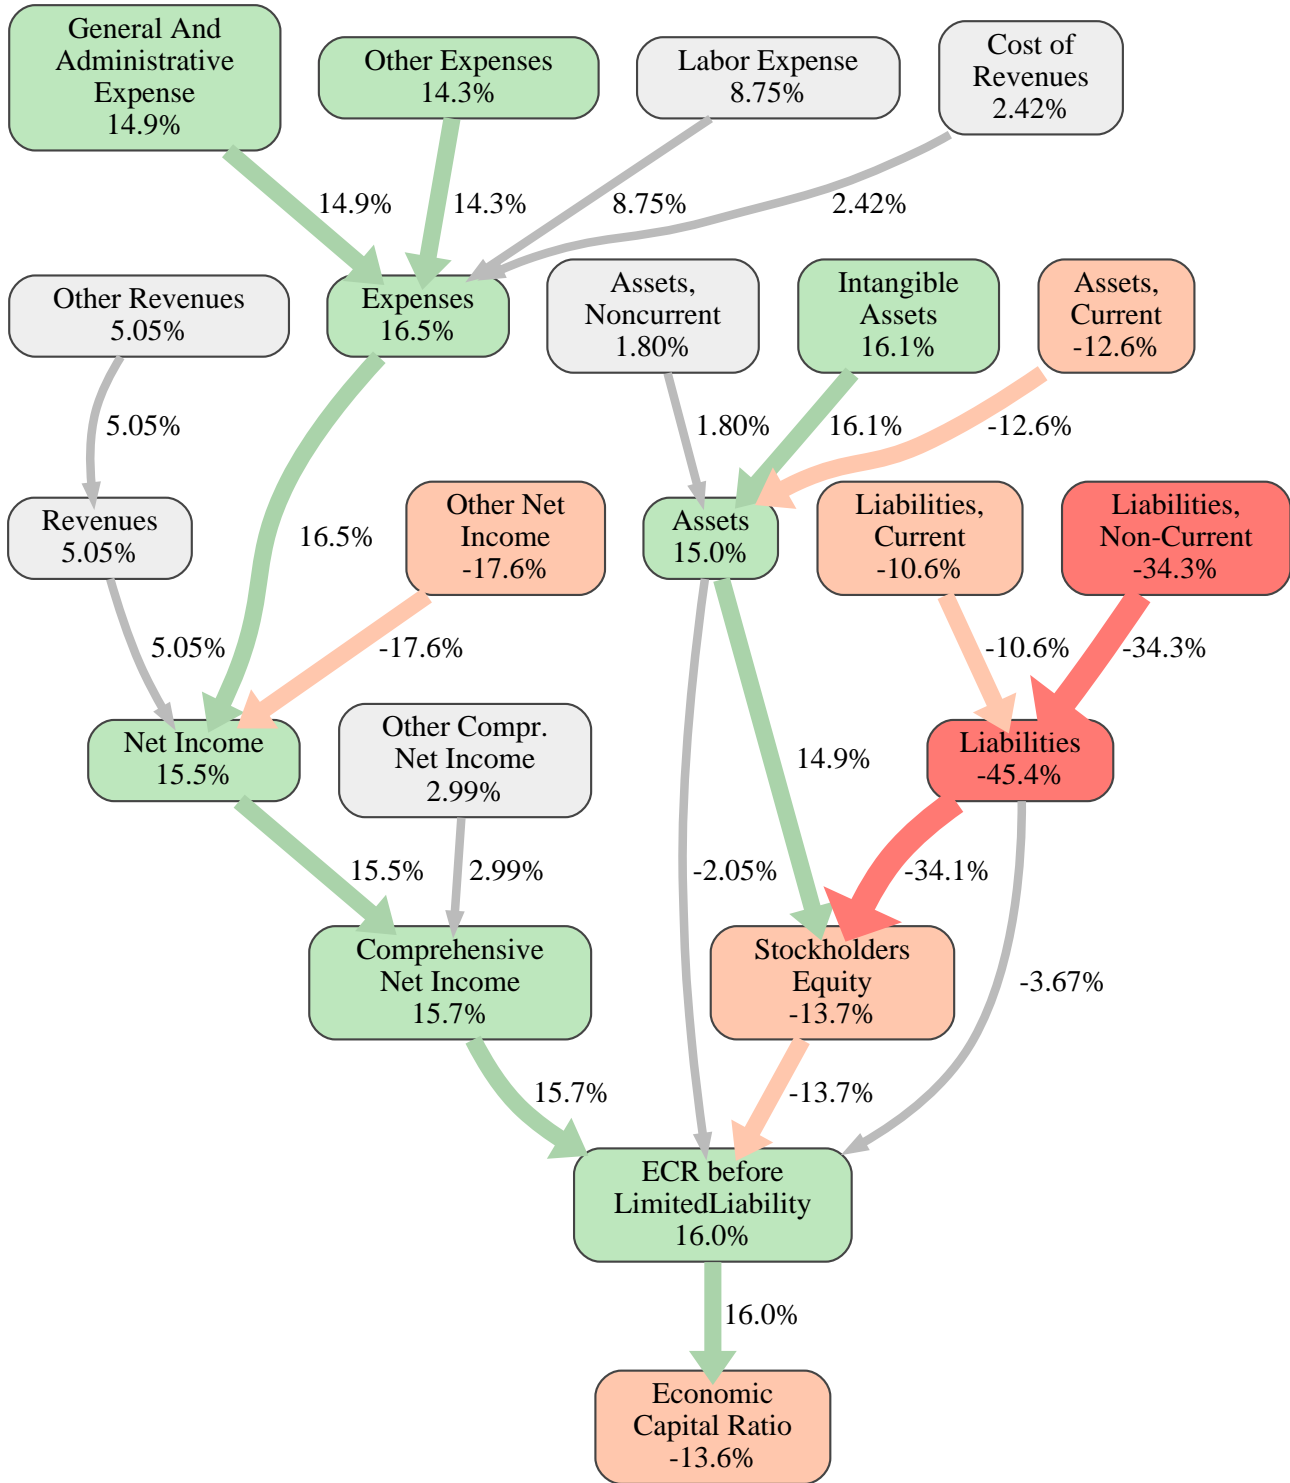 General And
Administrative
Expense
14.9%
Other Expenses
14.3%
Labor Expense
8.75%
Cost of
Revenues
2.42%
14.9%
14.3%
8.75%
2.42%
Other Revenues
5.05%
Expenses
16.5%
Assets,
Noncurrent
1.80%
Intangible
Assets
16.1%
Assets,
Current
-12.6%
5.05%
1.80%
16.1%
-12.6%
Revenues
5.05%
16.5%
Other Net
Income
-17.6%
Assets
15.0%
Liabilities,
Current
-10.6%
Liabilities,
Non-Current
-34.3%
5.05%
-17.6%
-10.6%
-34.3%
Net Income
15.5%
Other Compr.
Net Income
2.99%
14.9%
Liabilities
-45.4%
15.5%
2.99%
-2.05%
-34.1%
Comprehensive
Net Income
15.7%
Stockholders
Equity
-13.7%
-3.67%
15.7%
-13.7%
ECR before
LimitedLiability
16.0%
16.0%
Economic
Capital Ratio
-13.6%